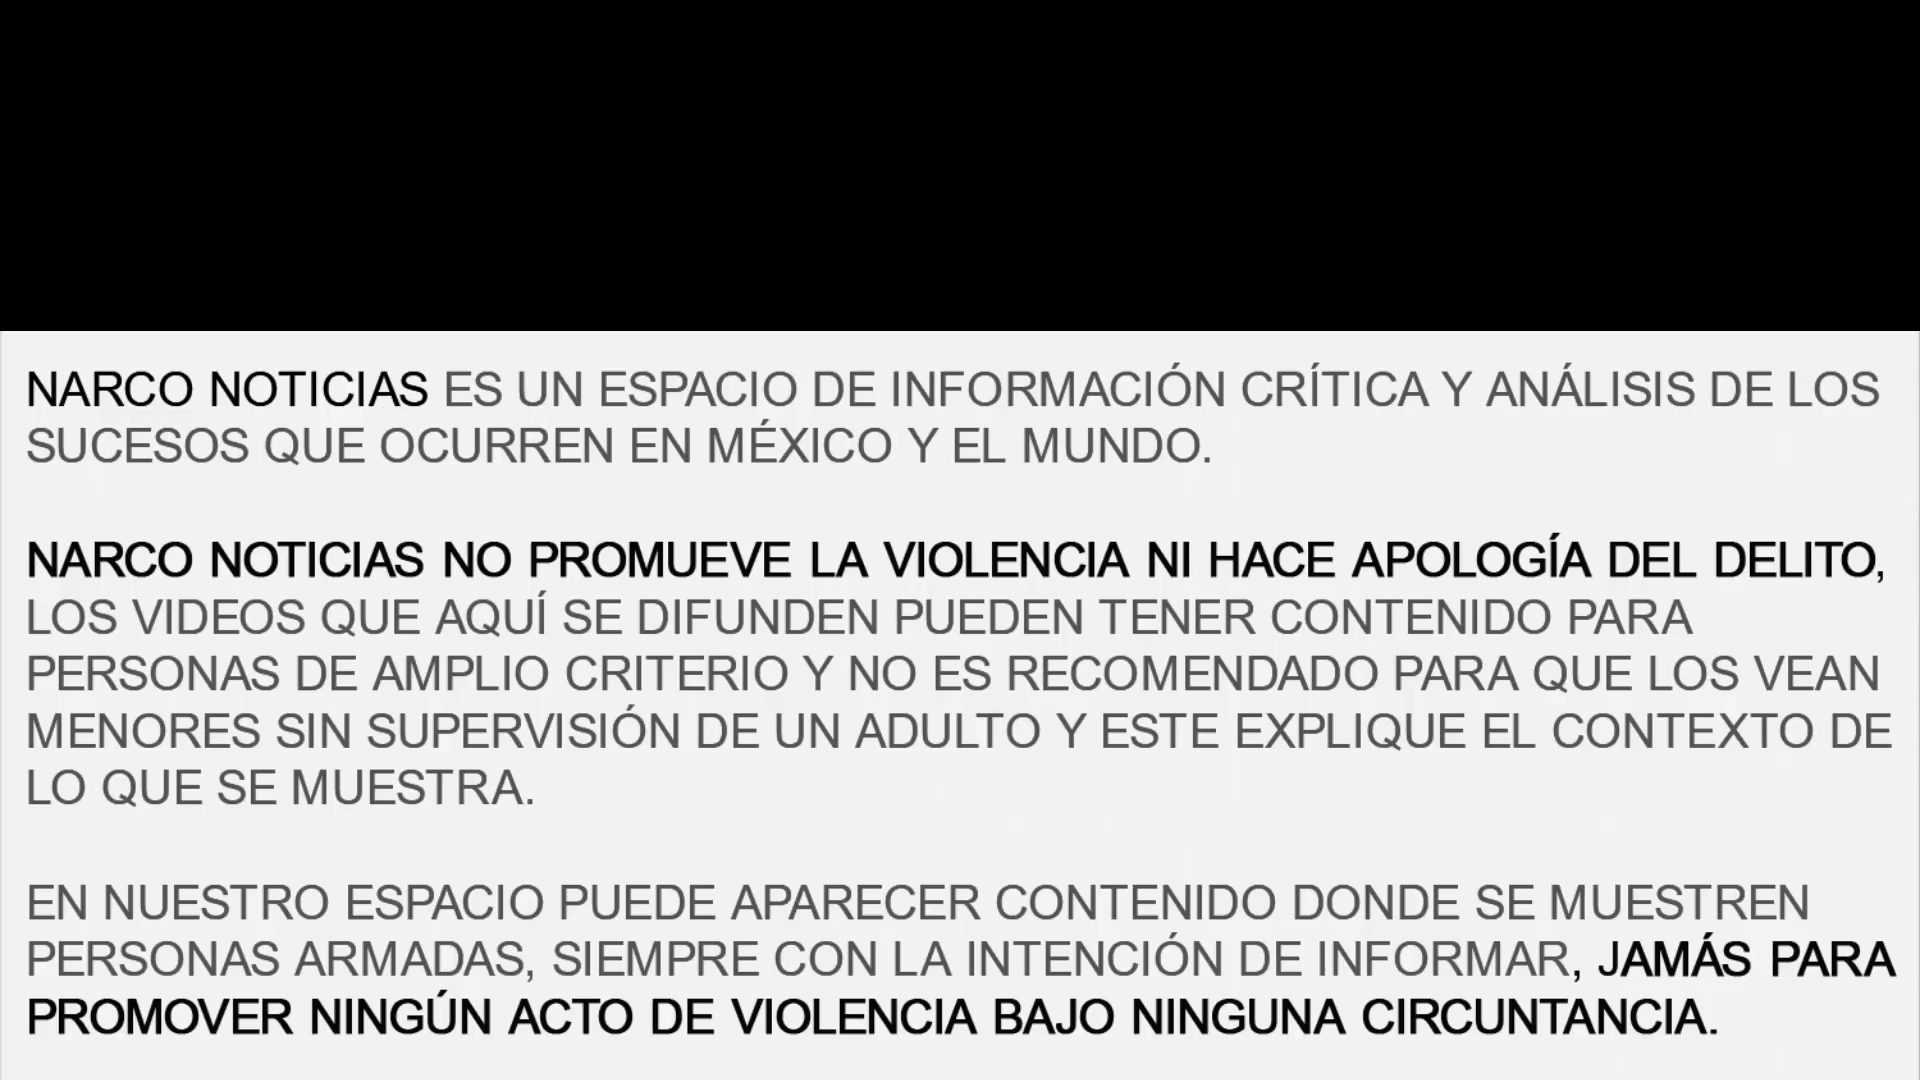 NARCO NOTICIAS ES UN ESPACIO DE INFORMACIÓN CRÍTICA Y ANÁLISIS DE LOS
SUCESOS QUE OCURREN EN MÉXICO Y EL MUNDO.
NARCO NOTICIAS NO PROMUEVE LA VIOLENCIA NI HACE APOLOGÍA DEL DELITO,
LOS VIDEOS QUE AQUÍ SE DIFUNDEN PUEDEN TENER CONTENIDO PARA
PERSONAS DE AMPLIO CRITERIO Y NO ES RECOMENDADO PARA QUE LOS VEAN
MENORES SIN SUPERVISIÓN DE UN ADULTO Y ESTE EXPLIQUE EL CONTEXTO DE
LO QUE SE MUESTRA.
EN NUESTRO ESPACIO PUEDE APARECER CONTENIDO DONDE SE MUESTREN
PERSONAS ARMADAS, SIEMPRE CON LA INTENCIÓN DE INFORMAR, JAMÁS PARA
PROMOVER NINGÚN ACTO DE VIOLENCIA BAJO NINGUNA CIRCUNTANCIA.